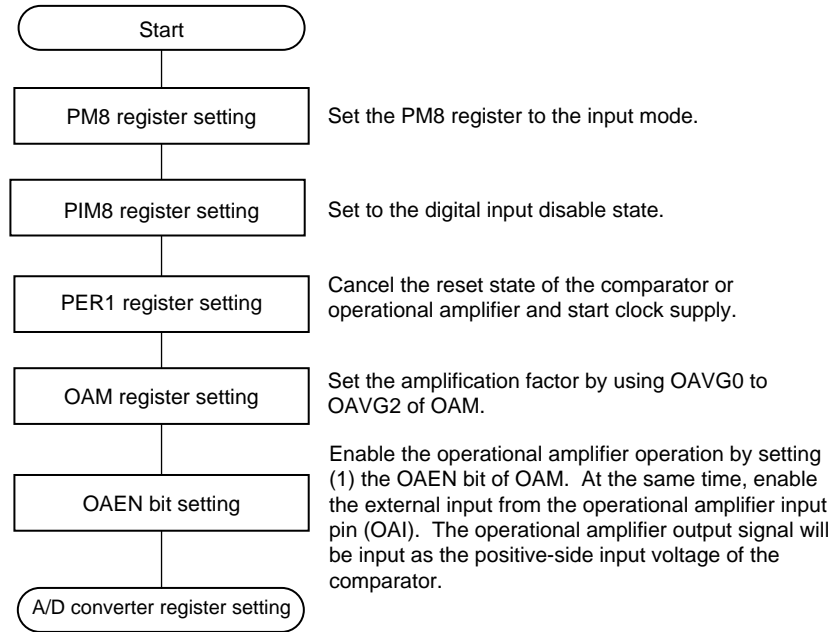 Start
PM8 register setting
Set the PM8 register to the input mode.
PIM8 register setting
Set to the digital input disable state.
PER1 register setting
Cancel the reset state of the comparator or
operational amplifier and start clock supply.
OAM register setting
Set the amplification factor by using OAVG0 to
OAVG2 of OAM.
OAEN bit setting
Enable the operational amplifier operation by setting
(1) the OAEN bit of OAM. At the same time, enable
the external input from the operational amplifier input
pin (OAI). The operational amplifier output signal will
be input as the positive-side input voltage of the
comparator.
A/D converter register setting